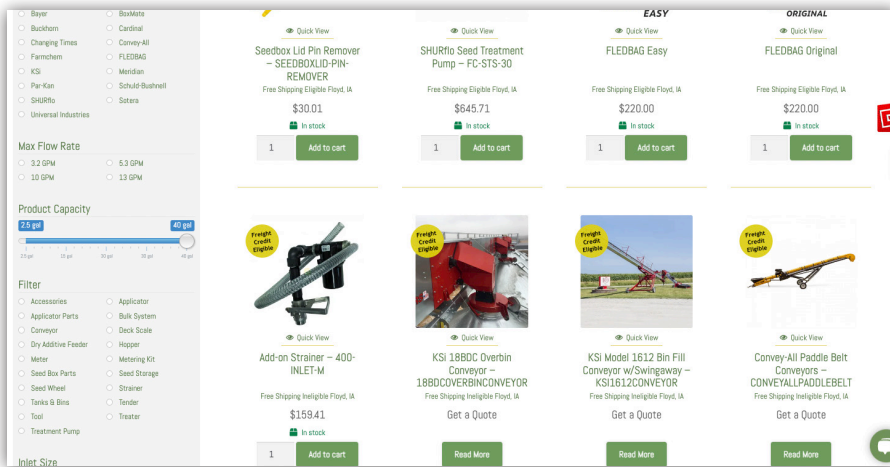 Bayer
BoxMate
Buckhorn
Cardinal
Changing Times
Convey-All
Farmchem
FLEDBAG
KSi
Meridian
Par-Kan
Schuld-Bushnell
SHURflo
Sotera
Universal Industries
Max Flow Rate
3.2 GPM
5.3 GPM
10 GPM
13 GPM
Product Capacity
2.5 gal
40 gal
Filter
Accessories
Applicator
Applicator Parts
Bulk System
Conveyor
Deck Scale
Dry Additive Feeder
Hopper
Meter
Metering Kit
Seed Box Parts
Seed Storage
Seed Wheel
Strainer
Tanks & Bins
Tender
Tool
Treater
Treatment Pump
Inlet Size
Quick View
Seedbox Lid Pin Remover
– SEEDBOXLID-PIN-
REMOVER
Free Shipping Eligible Floyd, IA
$30.01
In stock
1
Add to cart
Quick View
SHURflo Seed Treatment
Pump – FC-STS-30
Free Shipping Eligible Floyd, IA
$645.71
In stock
1
Add to cart
EASY
Quick View
FLEDBAG Easy
Free Shipping Eligible Floyd, IA
$220.00
In stock
1
Add to cart
ORIGINAL
Quick View
FLEDBAG Original
Free Shipping Eligible Floyd, IA
$220.00
In stock
1
Add to cart
Freight
Credit
Eligible
Quick View
Add-on Strainer – 400-
INLET-M
Free Shipping Ineligible Floyd, IA
$159.41
In stock
1
Add to cart
Freight
Credit
Eligible
Quick View
KSi 18BDC Overbin
Conveyor –
18BDCOVERBINCONVEYOR
Free Shipping Ineligible Floyd, IA
Get a Quote
Read More
Freight
Credit
Eligible
Quick View
KSi Model 1612 Bin Fill
Conveyor w/Swingaway –
KSI1612CONVEYOR
Free Shipping Ineligible Floyd, IA
Get a Quote
Read More
Freight
Credit
Eligible
Quick View
Convey-All Paddle Belt
Conveyors –
CONVEYALLPADDLEBELT
Free Shipping Ineligible Floyd, IA
Get a Quote
Read More